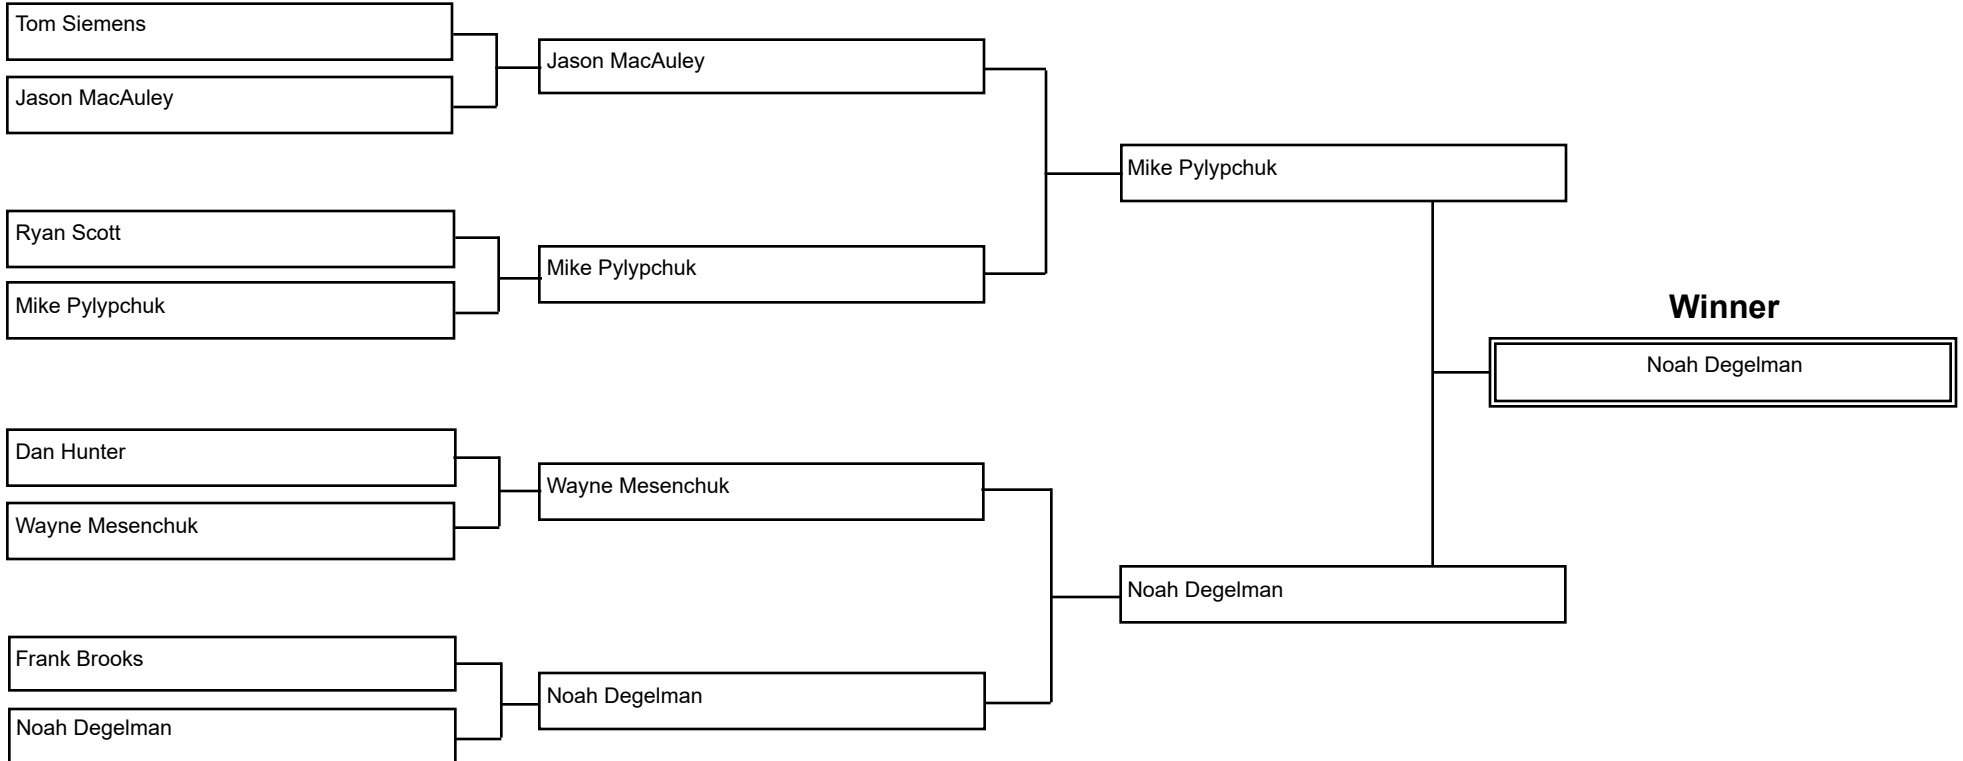 Tom Siemens
Jason MacAuley
Ryan Scott
Mike Pylypchuk
Dan Hunter
Wayne Mesenchuk
Frank Brooks
Noah Degelman
Jason MacAuley
Mike Pylypchuk
Wayne Mesenchuk
Noah Degelman
Mike Pylypchuk
Noah Degelman
Winner
Noah Degelman